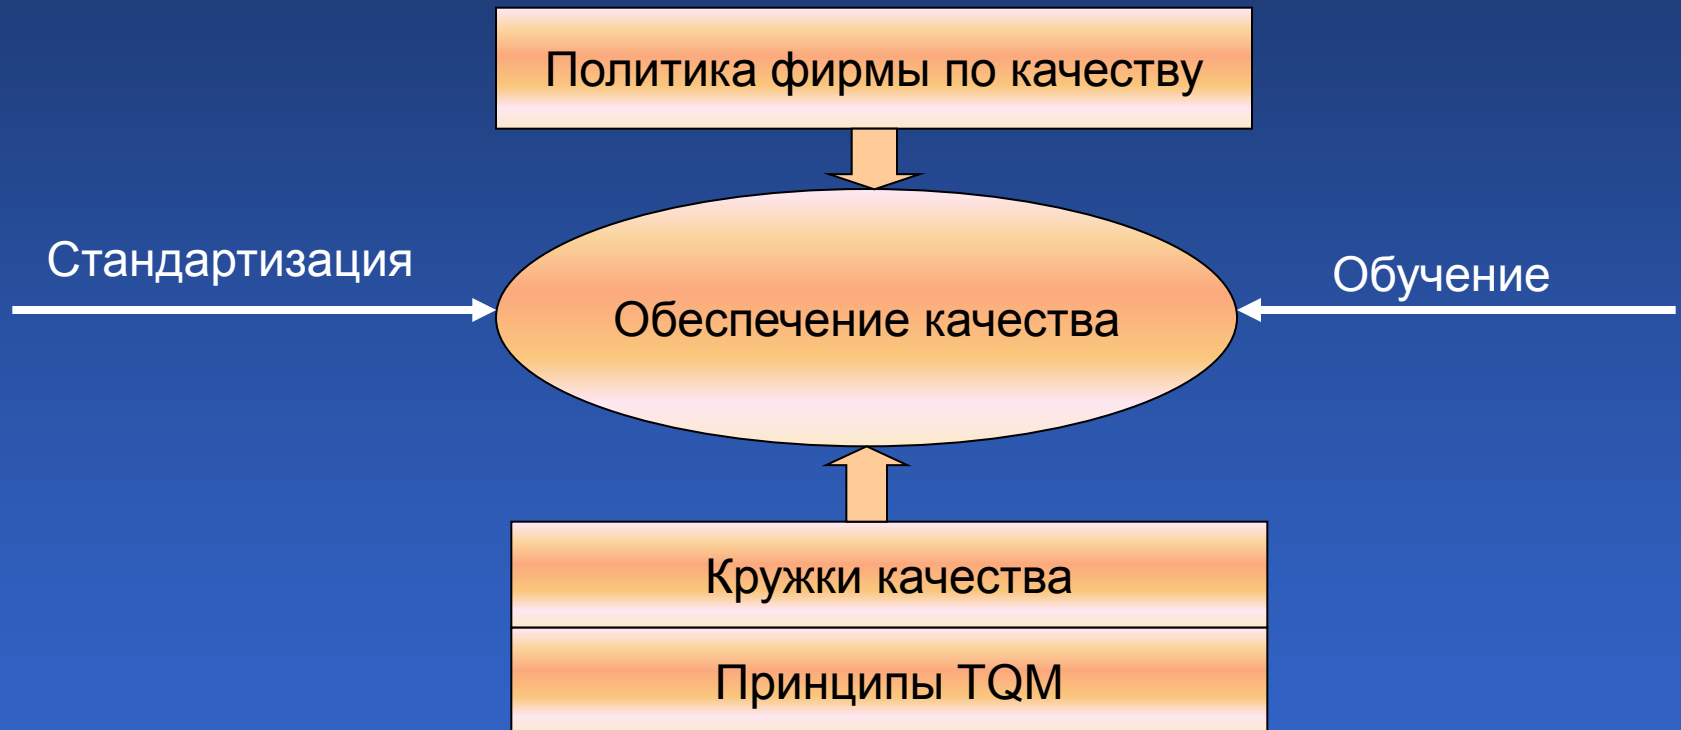 Политика фирмы по качеству
Стандартизация
Обучение
Обеспечение качества
Кружки качества
Принципы TQM